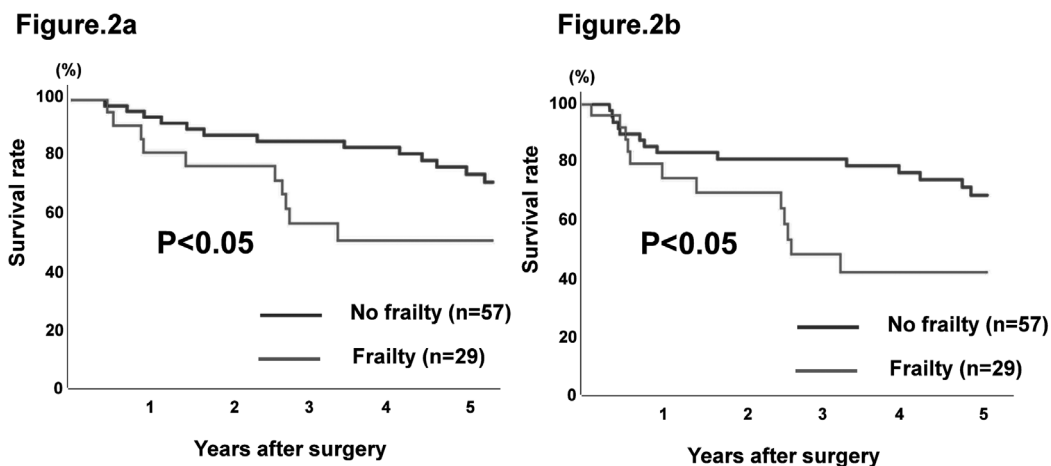 Figure.2a
(%)
100
80
60
40
20
0
Survival rate
P<0.05
No frailty (n=57)
Frailty (n=29)
1 2 3 4 5
Years after surgery
Figure.2b
(%)
100
80
60
40
20
0
Survival rate
P<0.05
No frailty (n=57)
Frailty (n=29)
1 2 3 4 5
Years after surgery